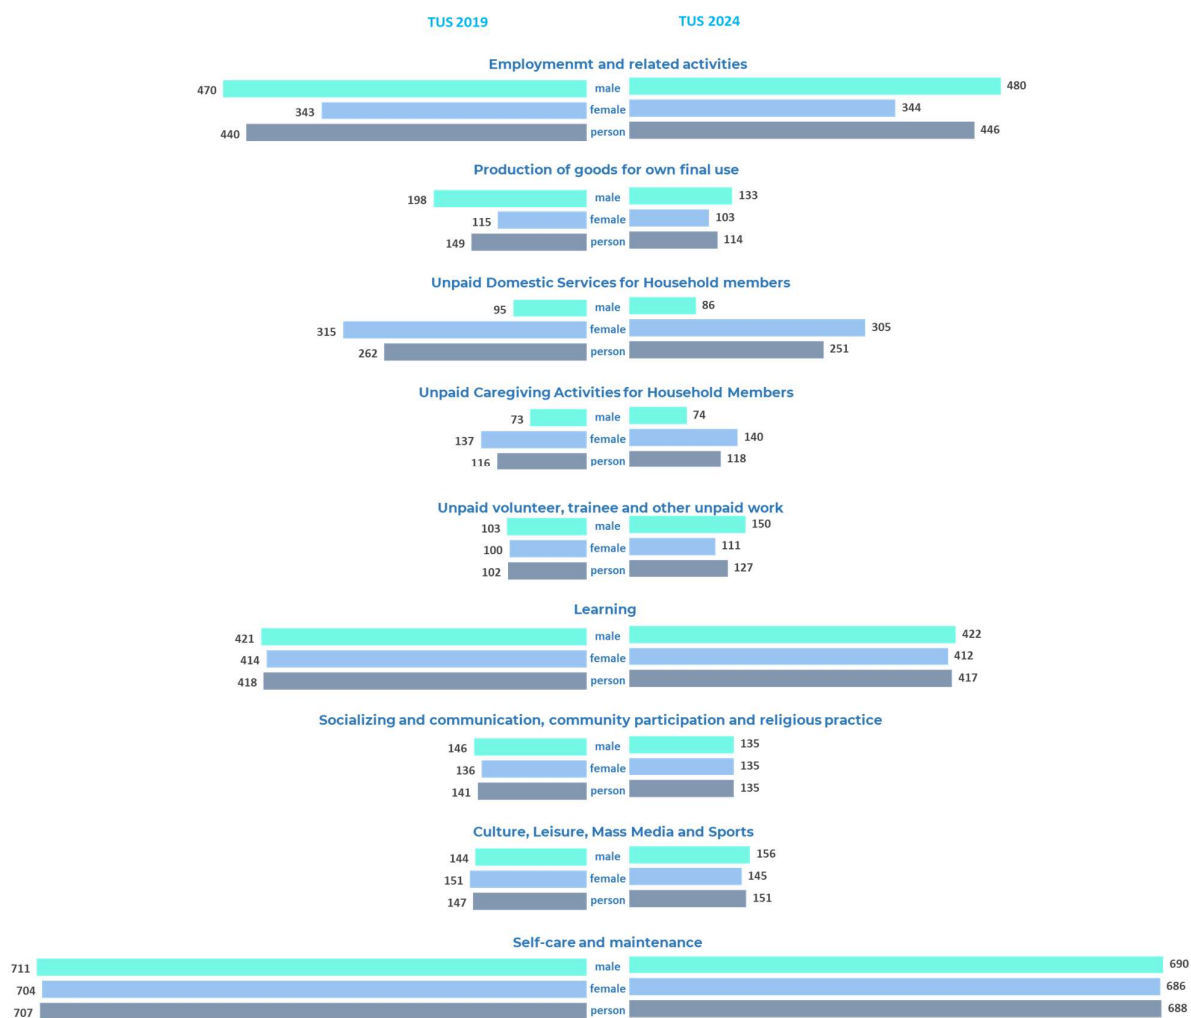 TUS 2019 TUS 2024
Employmenmt and related activities
470 male 480
343 female 344
440 person 446
Production of goods for own final use
198 male 133
115 female 103
149 person 114
Unpaid Domestic Services for Household members
95 male 86
315 female 305
262 person 251
Unpaid Caregiving Activities for Household Members
73 male 74
137 female 140
116 person 118
Unpaid volunteer, trainee and other unpaid work
103 male 150
100 female 111
102 person 127
Learning
421 male 422
414 female 412
418 person 417
Socializing and communication, community participation and religious practice
146 male 135
136 female 135
141 person 135
Culture, Leisure, Mass Media and Sports
144 male 156
151 female 145
147 person 151
Self-care and maintenance
711 male 690
704 female 686
707 person 688